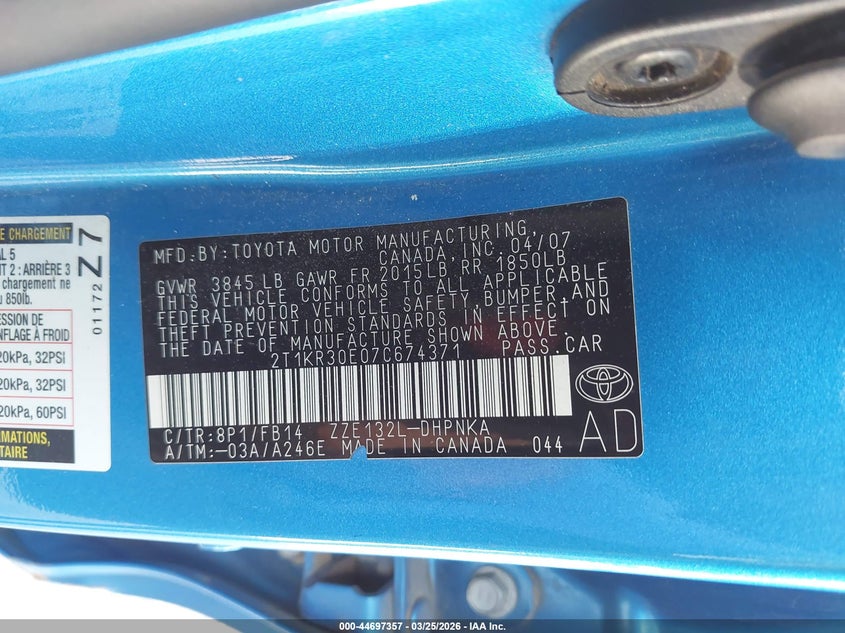 E CHARGEMENT
AL 5
NT 2 : ARRIÈRE 3
chargement ne
u 850lb.
Z 7
01172
ESSION DE
NFLAGE À FROID
20kPa, 32PSI
20kPa, 32PSI
20kPa, 60PSI
MATIONS,
TAIRE
MFD. BY: TOYOTA MOTOR MANUFACTURING,
CANADA, INC. 04/07
GVWR 3845 LB GAWR FR 2015LB RR 1850LB
THIS VEHICLE CONFORMS TO ALL APPLICABLE
FEDERAL MOTOR VEHICLE SAFETY, BUMPER, AND
THEFT PREVENTION STANDARDS IN EFFECT ON
THE DATE OF MANUFACTURE SHOWN ABOVE.
2T1KR30E07C674371 PASS.CAR
C/TR: 8P1/FB14 ZZE132L-DHPNKA
A/TM:-03A/A246E MADE IN CANADA 044
AD
000-44697357 - 03/25/2026 - IAA Inc.